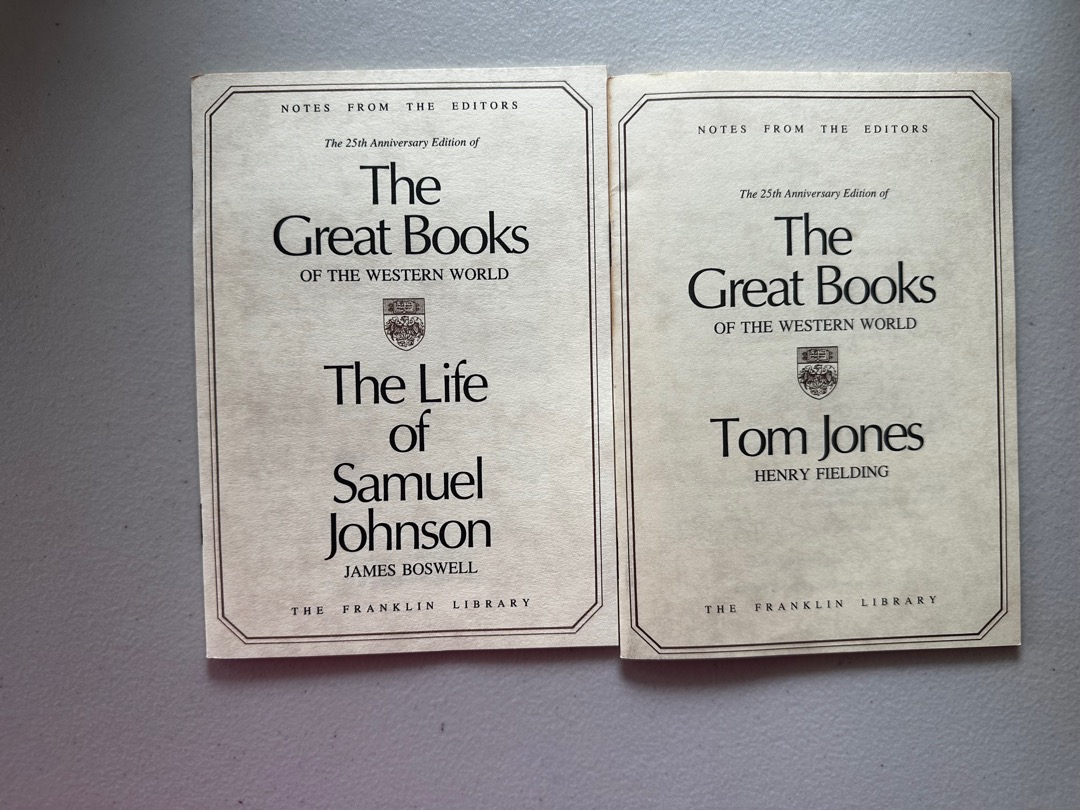 NOTES FROM THE EDITORS
The 25th Anniversary Edition of
The
Great Books
OF THE WESTERN WORLD
The Life
of
Samuel
Johnson
JAMES BOSWELL
THE FRANKLIN LIBRARY
NOTES FROM THE EDITORS
The 25th Anniversary Edition of
The
Great Books
OF THE WESTERN WORLD
Tom Jones
HENRY FIELDING
THE FRANKLIN LIBRARY